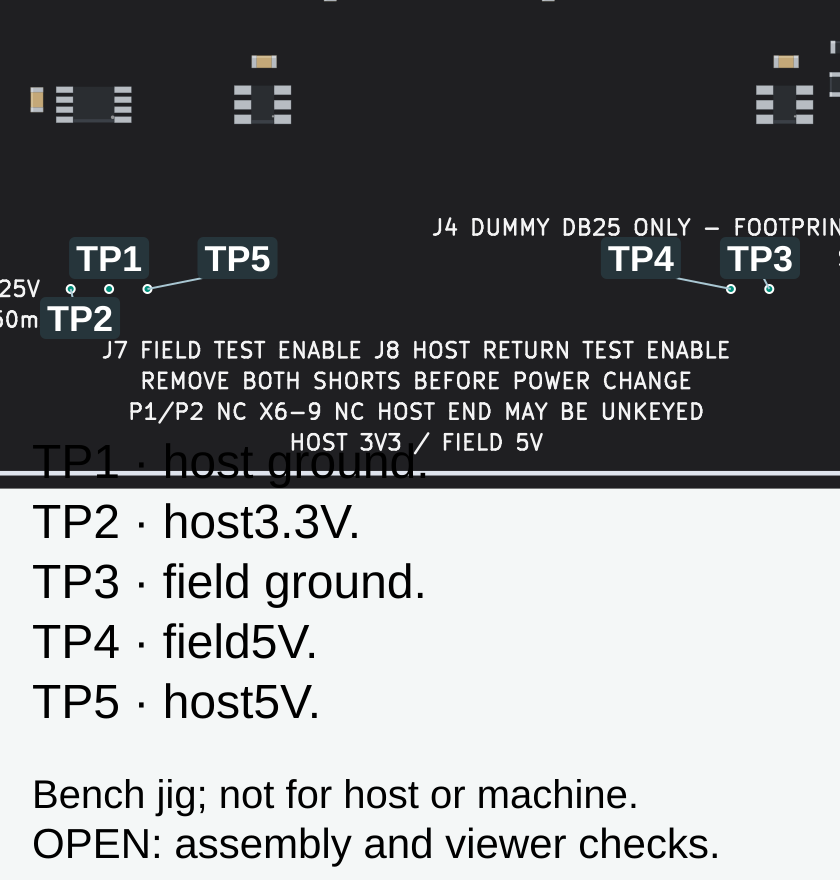 J4 DUMMY DB25 ONLY – FOOTPRIN
TP1 TP5 TP4 TP3
25V
TP2
J7 FIELD TEST ENABLE J8 HOST RETURN TEST ENABLE
REMOVE BOTH SHORTS BEFORE POWER CHANGE
P1/P2 NC X6–9 NC HOST END MAY BE UNKEYED
HOST 3V3 / FIELD 5V
TP1 · host ground.
TP2 · host3.3V.
TP3 · field ground.
TP4 · field5V.
TP5 · host5V.
Bench jig; not for host or machine.
OPEN: assembly and viewer checks.